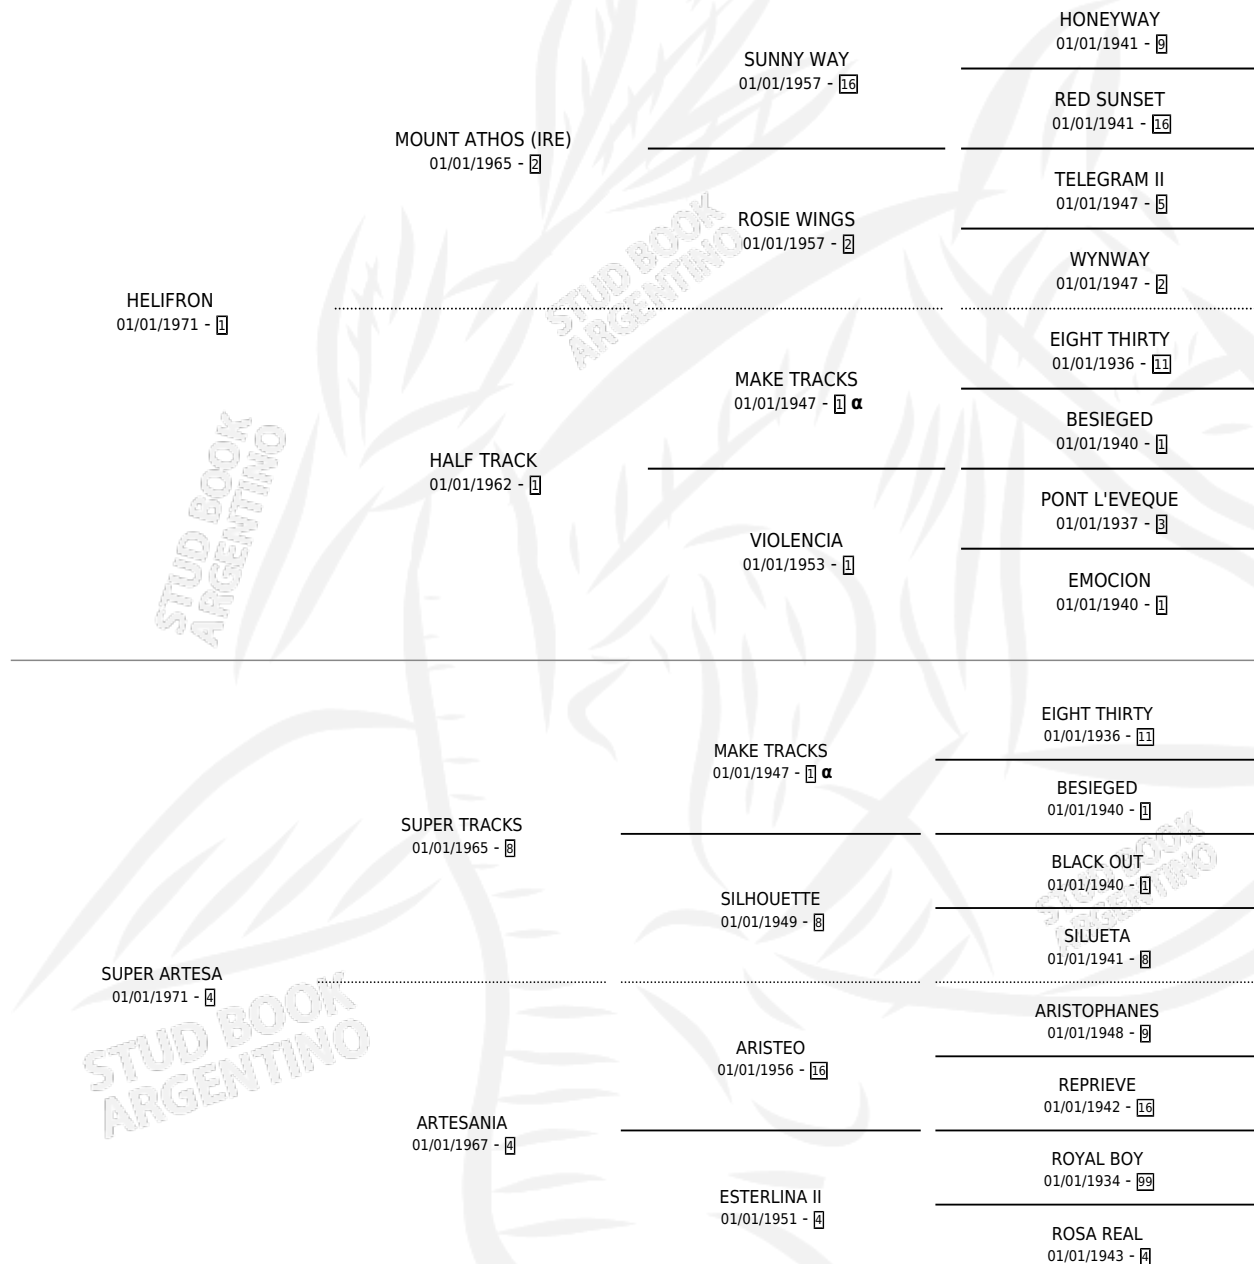 HONEYWAY
01/01/1941 - 9
SUNNY WAY
01/01/1957 - 16
RED SUNSET
01/01/1941 - 16
MOUNT ATHOS (IRE)
01/01/1965 - 2
TELEGRAM II
01/01/1947 - 5
ROSIE WINGS
01/01/1957 - 2
WYNWAY
01/01/1947 - 2
HELIFRON
01/01/1971 - 1
EIGHT THIRTY
01/01/1936 - 11
MAKE TRACKS
01/01/1947 - 1 α
BESIEGED
01/01/1940 - 1
HALF TRACK
01/01/1962 - 1
PONT L'EVEQUE
01/01/1937 - 3
VIOLENCIA
01/01/1953 - 1
EMOCION
01/01/1940 - 1
EIGHT THIRTY
01/01/1936 - 11
MAKE TRACKS
01/01/1947 - 1 α
BESIEGED
01/01/1940 - 1
SUPER TRACKS
01/01/1965 - 8
BLACK OUT
01/01/1940 - 1
SILHOUETTE
01/01/1949 - 8
SILUETA
01/01/1941 - 8
SUPER ARTESA
01/01/1971 - 4
ARISTOPHANES
01/01/1948 - 9
ARISTEO
01/01/1956 - 16
REPRIEVE
01/01/1942 - 16
ARTESANIA
01/01/1967 - 4
ROYAL BOY
01/01/1934 - 99
ESTERLINA II
01/01/1951 - 4
ROSA REAL
01/01/1943 - 4
STUD BOOK
ARGENTINO
STUD BOOK
ARGENTINO
STUD BOOK
ARGENTINO
STUD BOOK
ARGENTINO